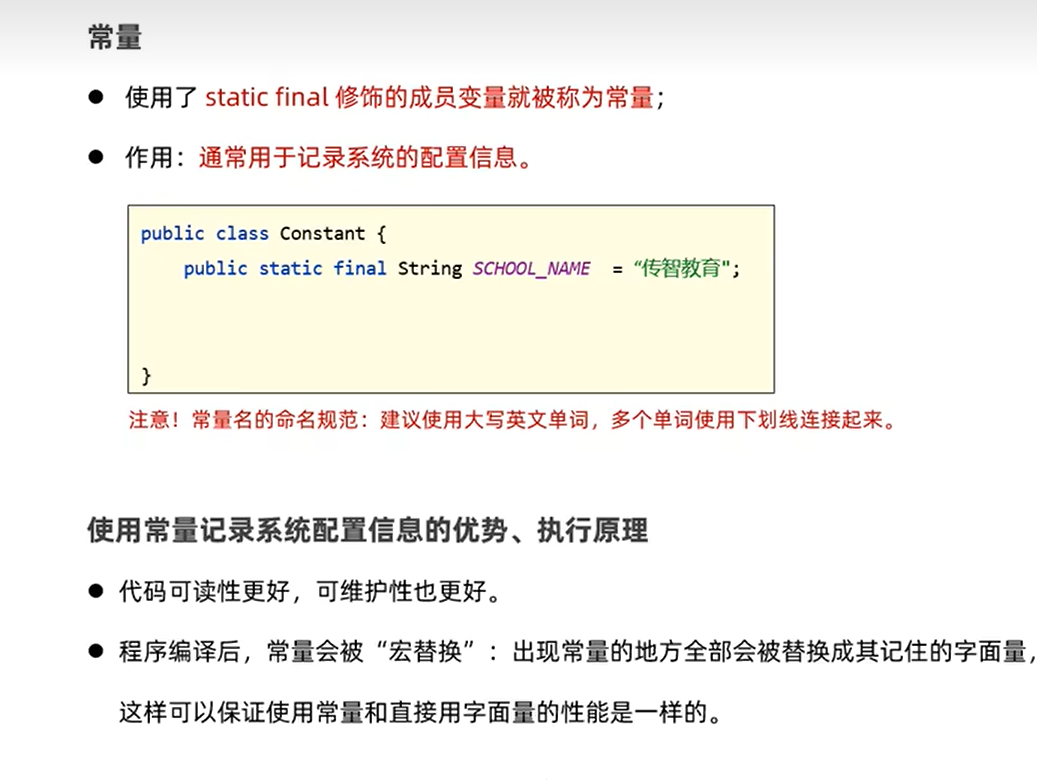 常量
● 使用了 static final 修饰的成员变量就被称为常量；
● 作用：通常用于记录系统的配置信息。
public class Constant {
public static final String SCHOOL_NAME = “传智教育";
}
注意！常量名的命名规范：建议使用大写英文单词，多个单词使用下划线连接起来。
使用常量记录系统配置信息的优势、执行原理
● 代码可读性更好，可维护性也更好。
● 程序编译后，常量会被“宏替换”：出现常量的地方全部会被替换成其记住的字面量，
这样可以保证使用常量和直接用字面量的性能是一样的。